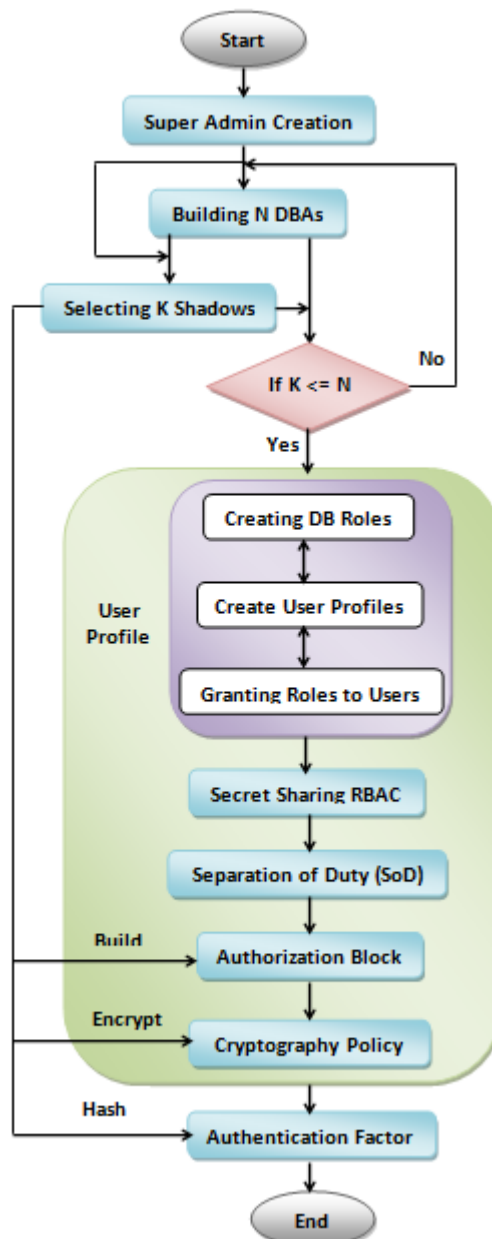 Start
Super Admin Creation
Building N DBAs
Selecting K Shadows
If K <= N
No
Yes
Creating DB Roles
User
Profile
Create User Profiles
Granting Roles to Users
Secret Sharing RBAC
Separation of Duty (SoD)
Build
Authorization Block
Encrypt
Cryptography Policy
Hash
Authentication Factor
End